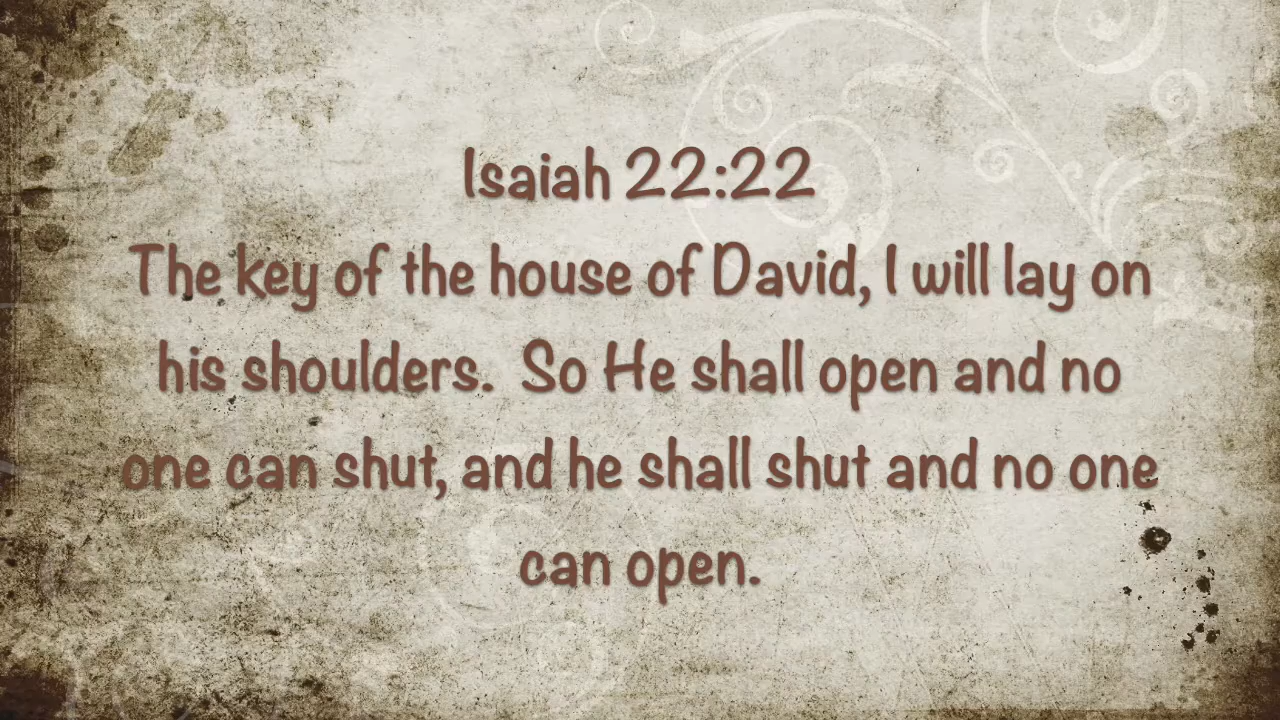 Isaiah 22:22
The key of the house of David, I will lay on
his shoulders.  So He shall open and no
one can shut, and he shall shut and no one
can open.